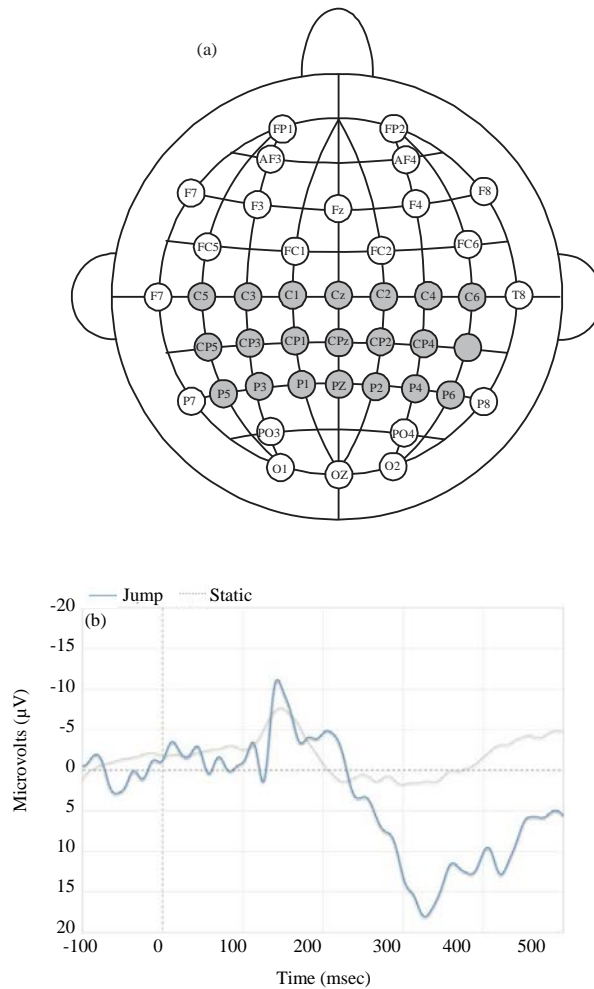 (a)
FP1 FP2
AF3 AF4
F7 F3 Fz F4 F8
FC5 FC1 FC2 FC6
F7 C5 C3 C1 Cz C2 C4 C6 T8
CP5 CP3 CP1 CPz CP2 CP4
P7 P5 P3 P1 PZ P2 P4 P6 P8
PO3 PO4
O1 OZ O2
Jump Static
(b)
Microvolts (µV)
-20
-15
-10
-5
0
5
10
15
20
-100 0 100 200 300 400 500
Time (msec)